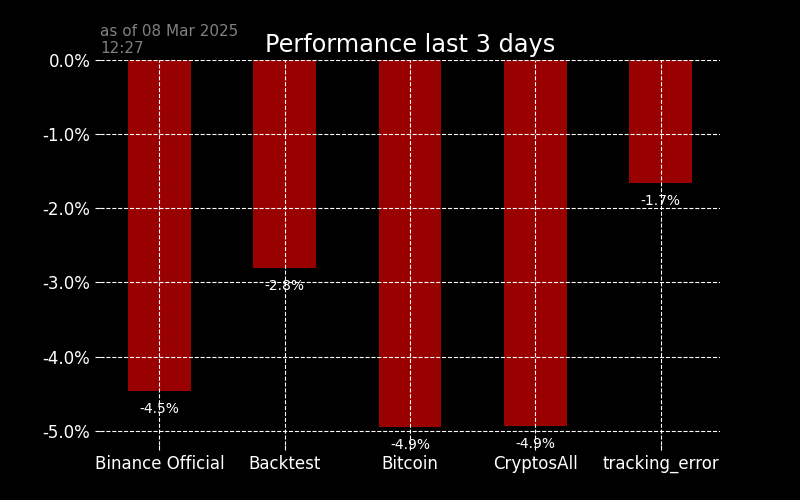 as of 08 Mar 2025
12:27
Performance last 3 days
0.0%
-1.0%
-2.0%
-3.0%
-4.0%
-5.0%
-4.5%
-2.8%
-4.9%
-4.9%
-1.7%
Binance Official
Backtest
Bitcoin
CryptosAll
tracking_error